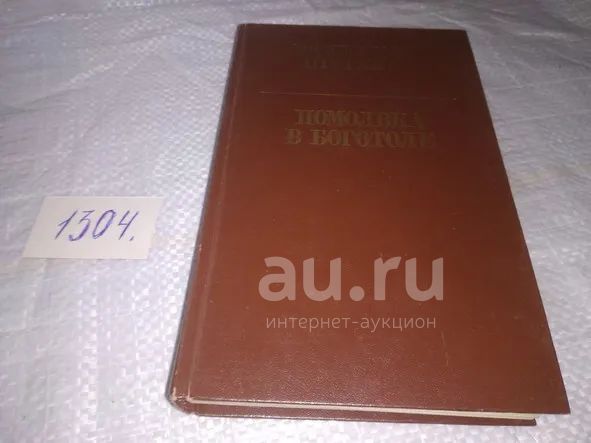 ПОМОЛВКА
В БОГОТОЛЕ
1304.
au.ru
интернет-аукцион